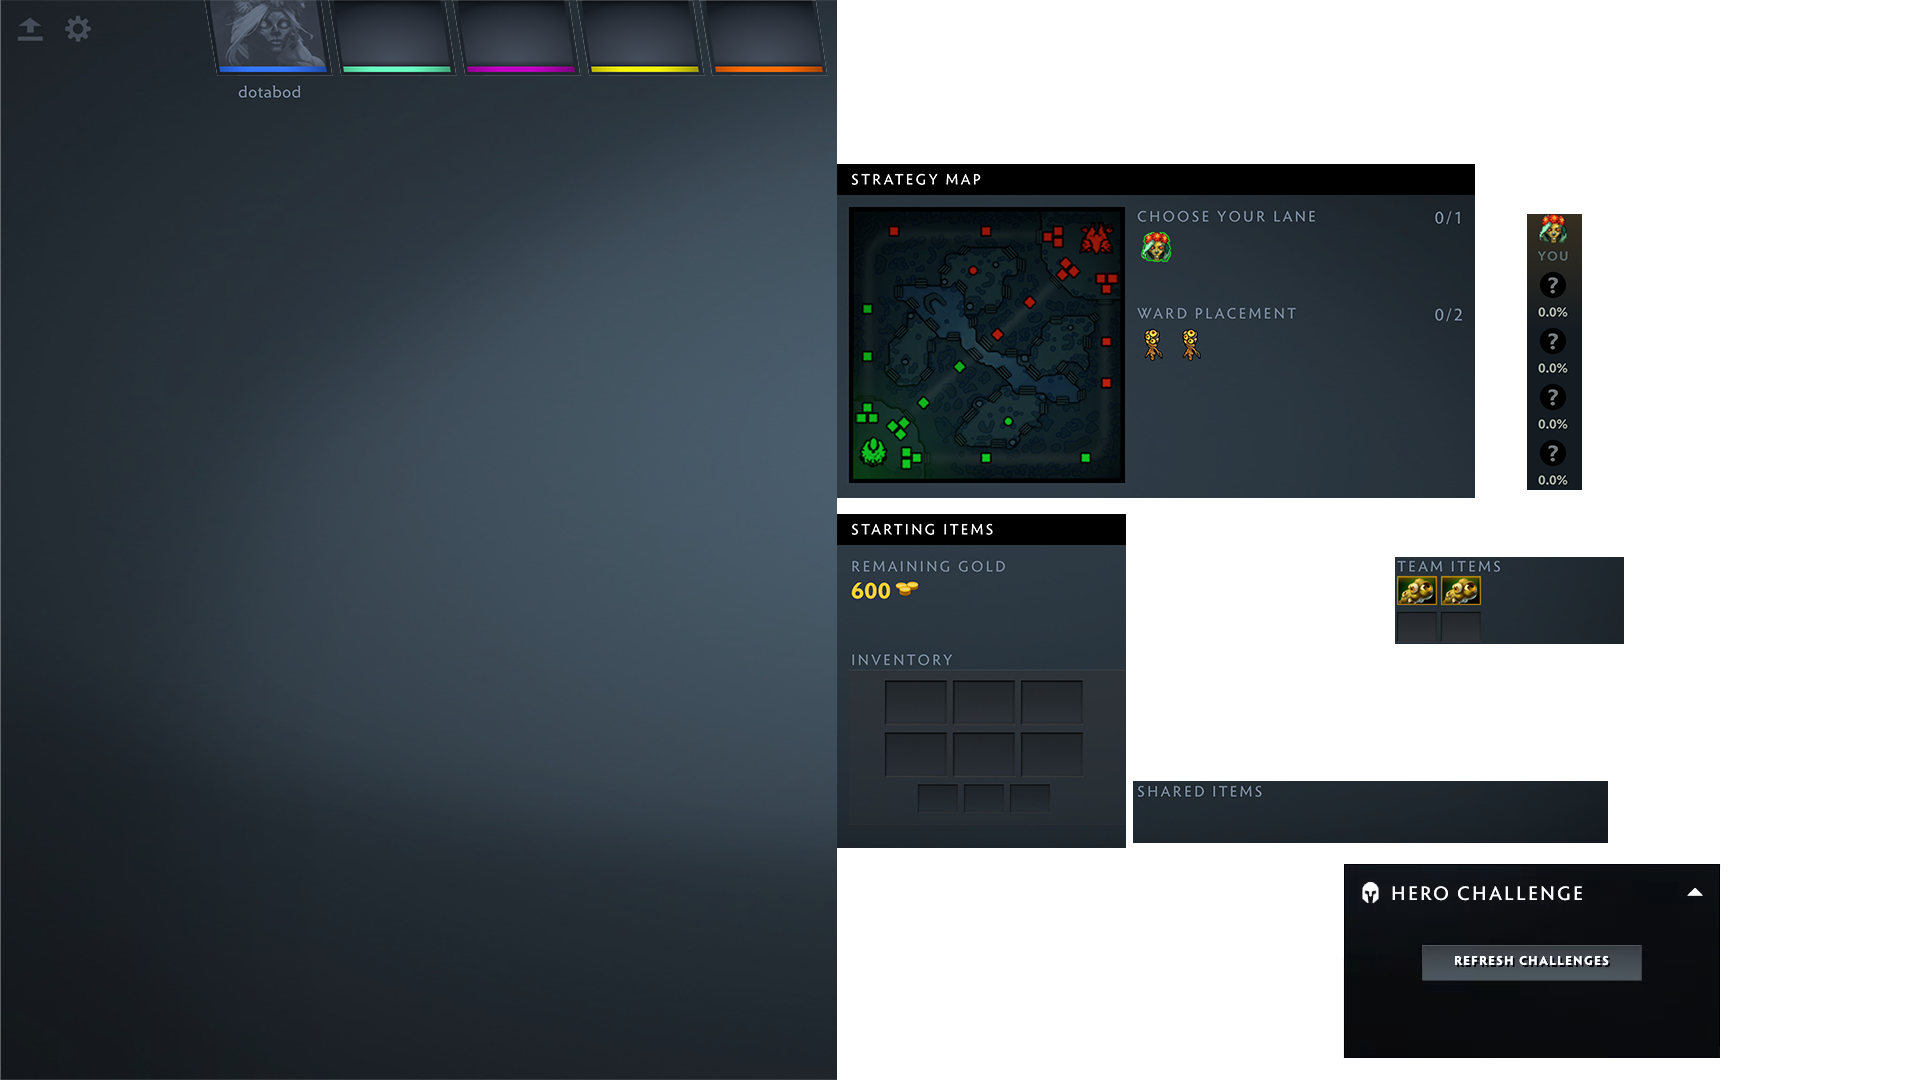 dotabod
STRATEGY MAP
CHOOSE YOUR LANE 0/1
WARD PLACEMENT 0/2
YOU
?
0.0%
?
0.0%
?
0.0%
?
0.0%
STARTING ITEMS
REMAINING GOLD
600
INVENTORY
TEAM ITEMS
SHARED ITEMS
HERO CHALLENGE
REFRESH CHALLENGES